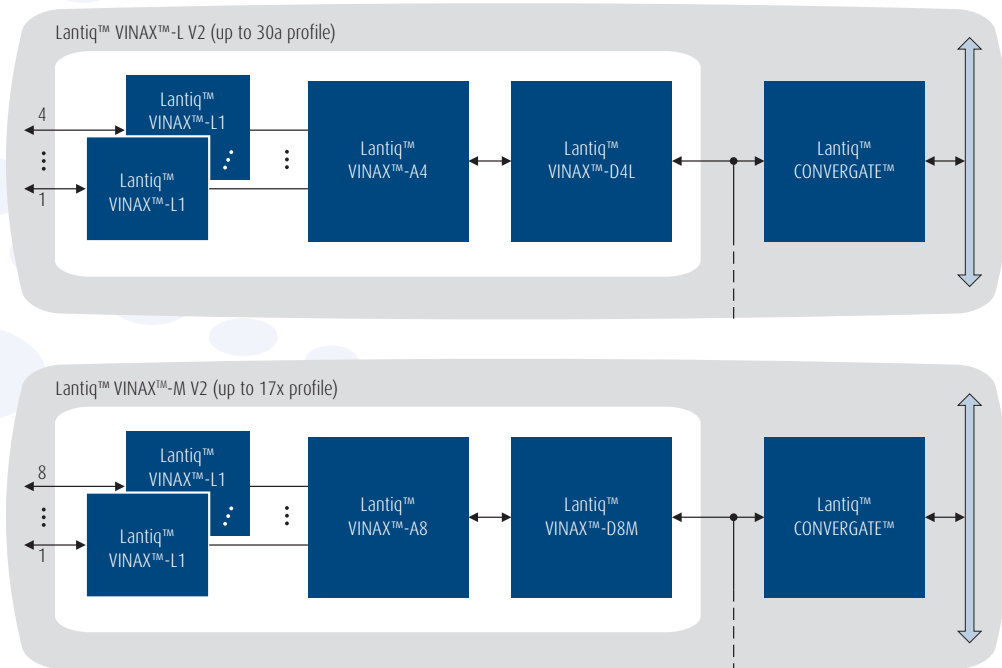 Lantiq™ VINAX™-L V2 (up to 30a profile)
Lantiq™
VINAX™-L1
4
Lantiq™
VINAX™-L1
1
Lantiq™
VINAX™-A4
Lantiq™
VINAX™-D4L
Lantiq™
CONVERGATE™
Lantiq™ VINAX™-M V2 (up to 17x profile)
Lantiq™
VINAX™-L1
8
Lantiq™
VINAX™-L1
1
Lantiq™
VINAX™-A8
Lantiq™
VINAX™-D8M
Lantiq™
CONVERGATE™